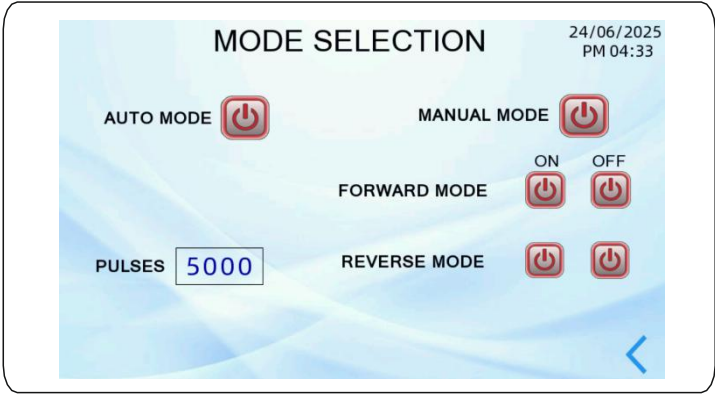 MODE SELECTION
24/06/2025
PM 04:33
AUTO MODE
MANUAL MODE
ON OFF
FORWARD MODE
PULSES 5000
REVERSE MODE